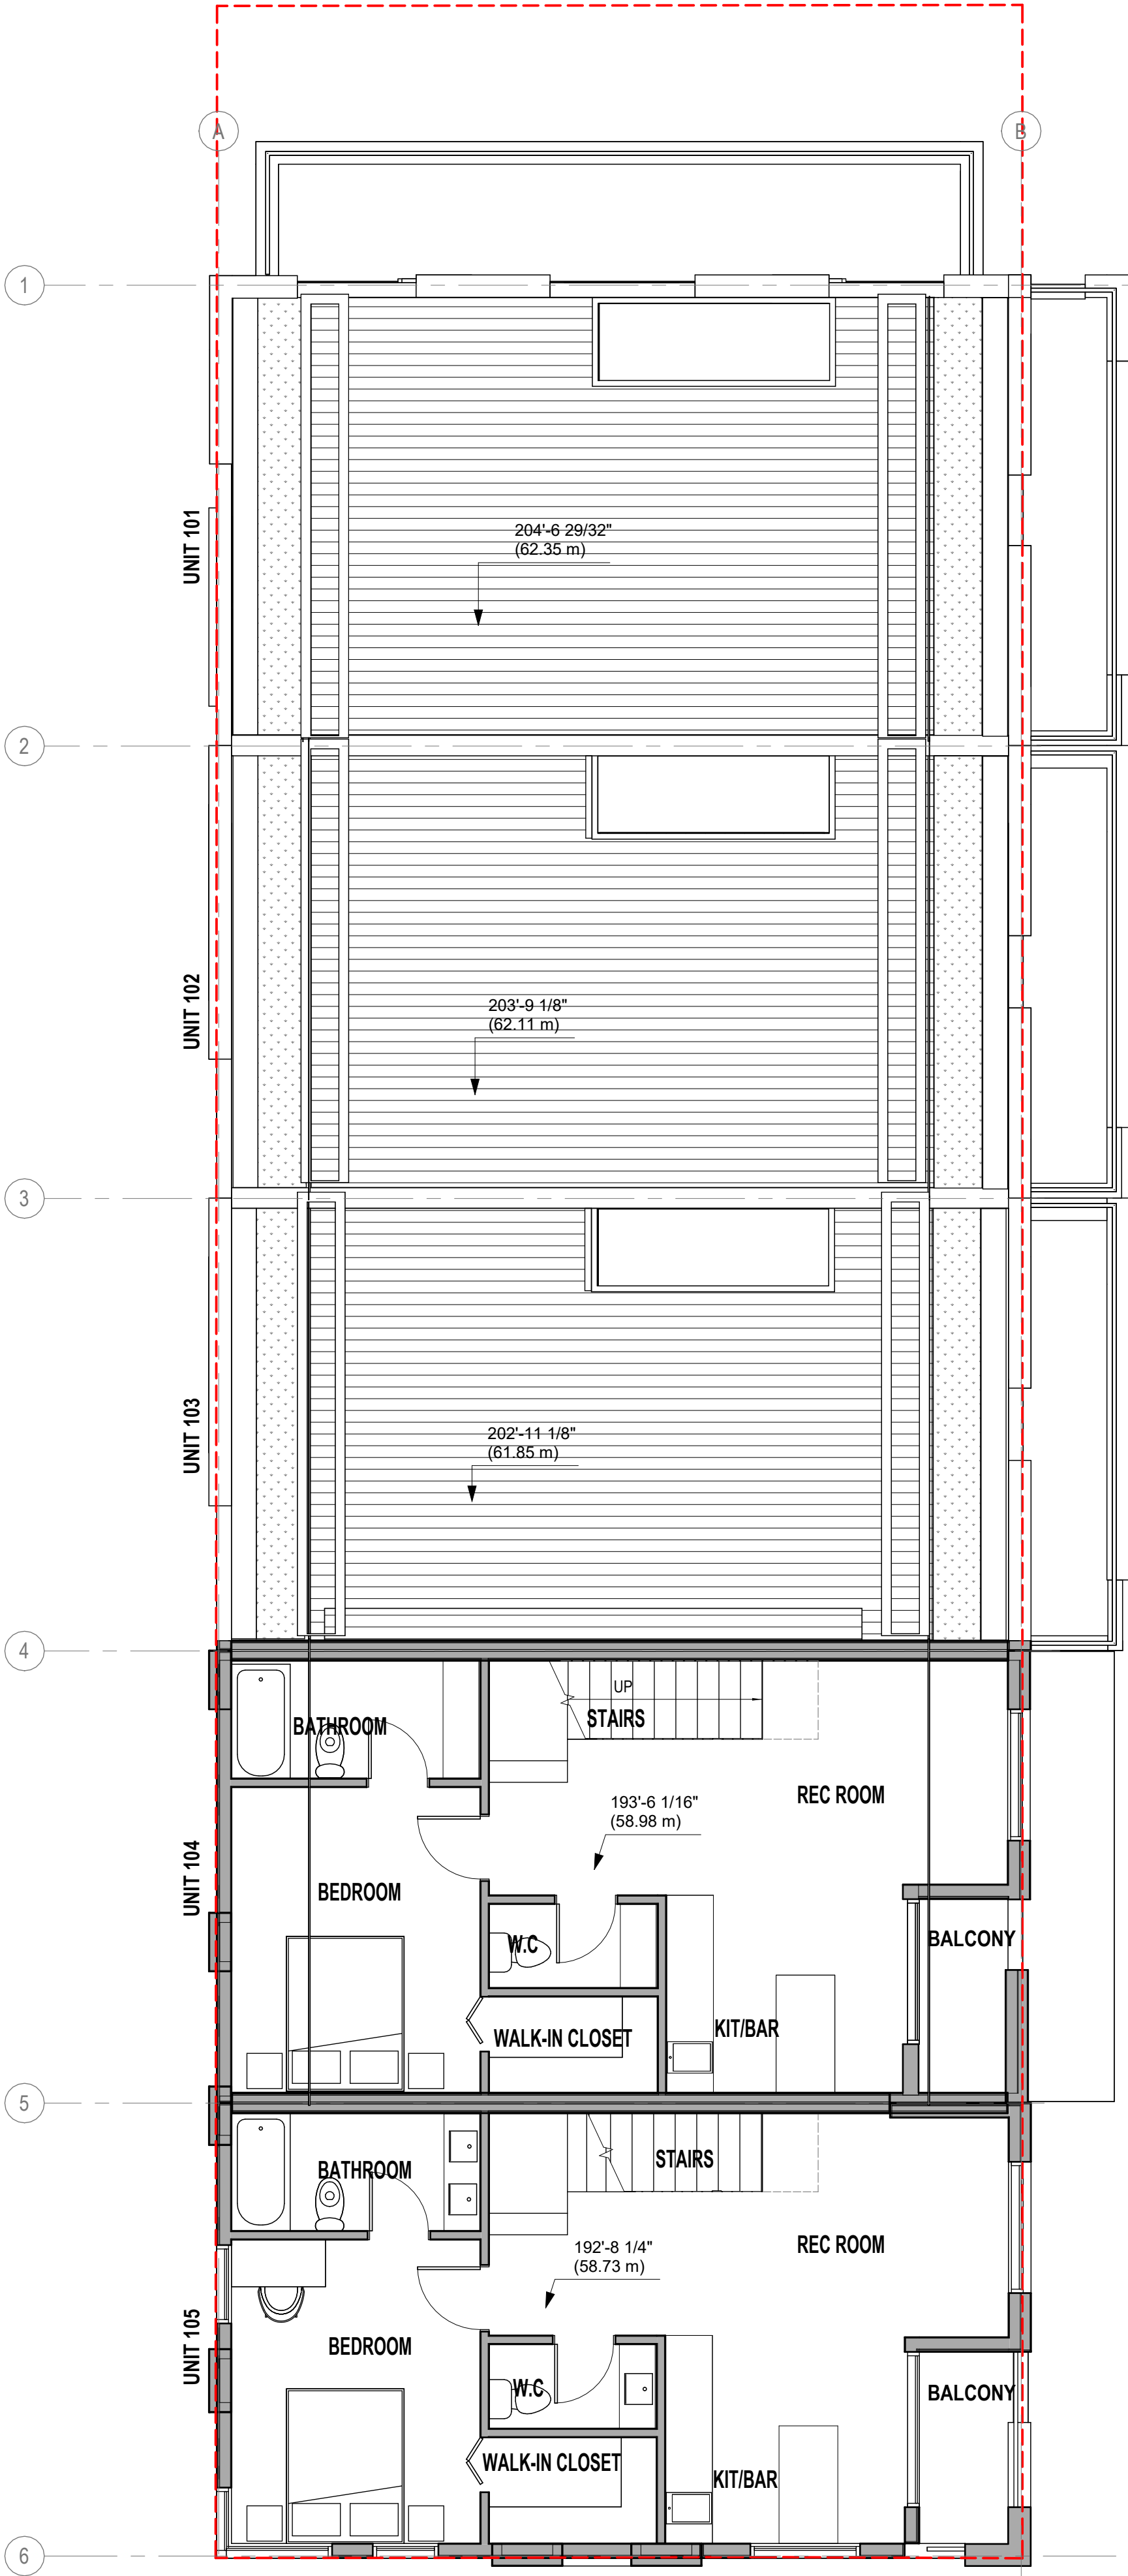 A
B
1
UNIT 101
204'-6 29/32"
(62.35 m)
2
UNIT 102
203'-9 1/8"
(62.11 m)
3
UNIT 103
202'-11 1/8"
(61.85 m)
4
UP
STAIRS
BATHROOM
REC ROOM
193'-6 1/16"
(58.98 m)
UNIT 104
BEDROOM
W.C
BALCONY
WALK-IN CLOSET
KIT/BAR
5
STAIRS
BATHROOM
REC ROOM
192'-8 1/4"
(58.73 m)
UNIT 105
BEDROOM
W.C
BALCONY
WALK-IN CLOSET
KIT/BAR
6